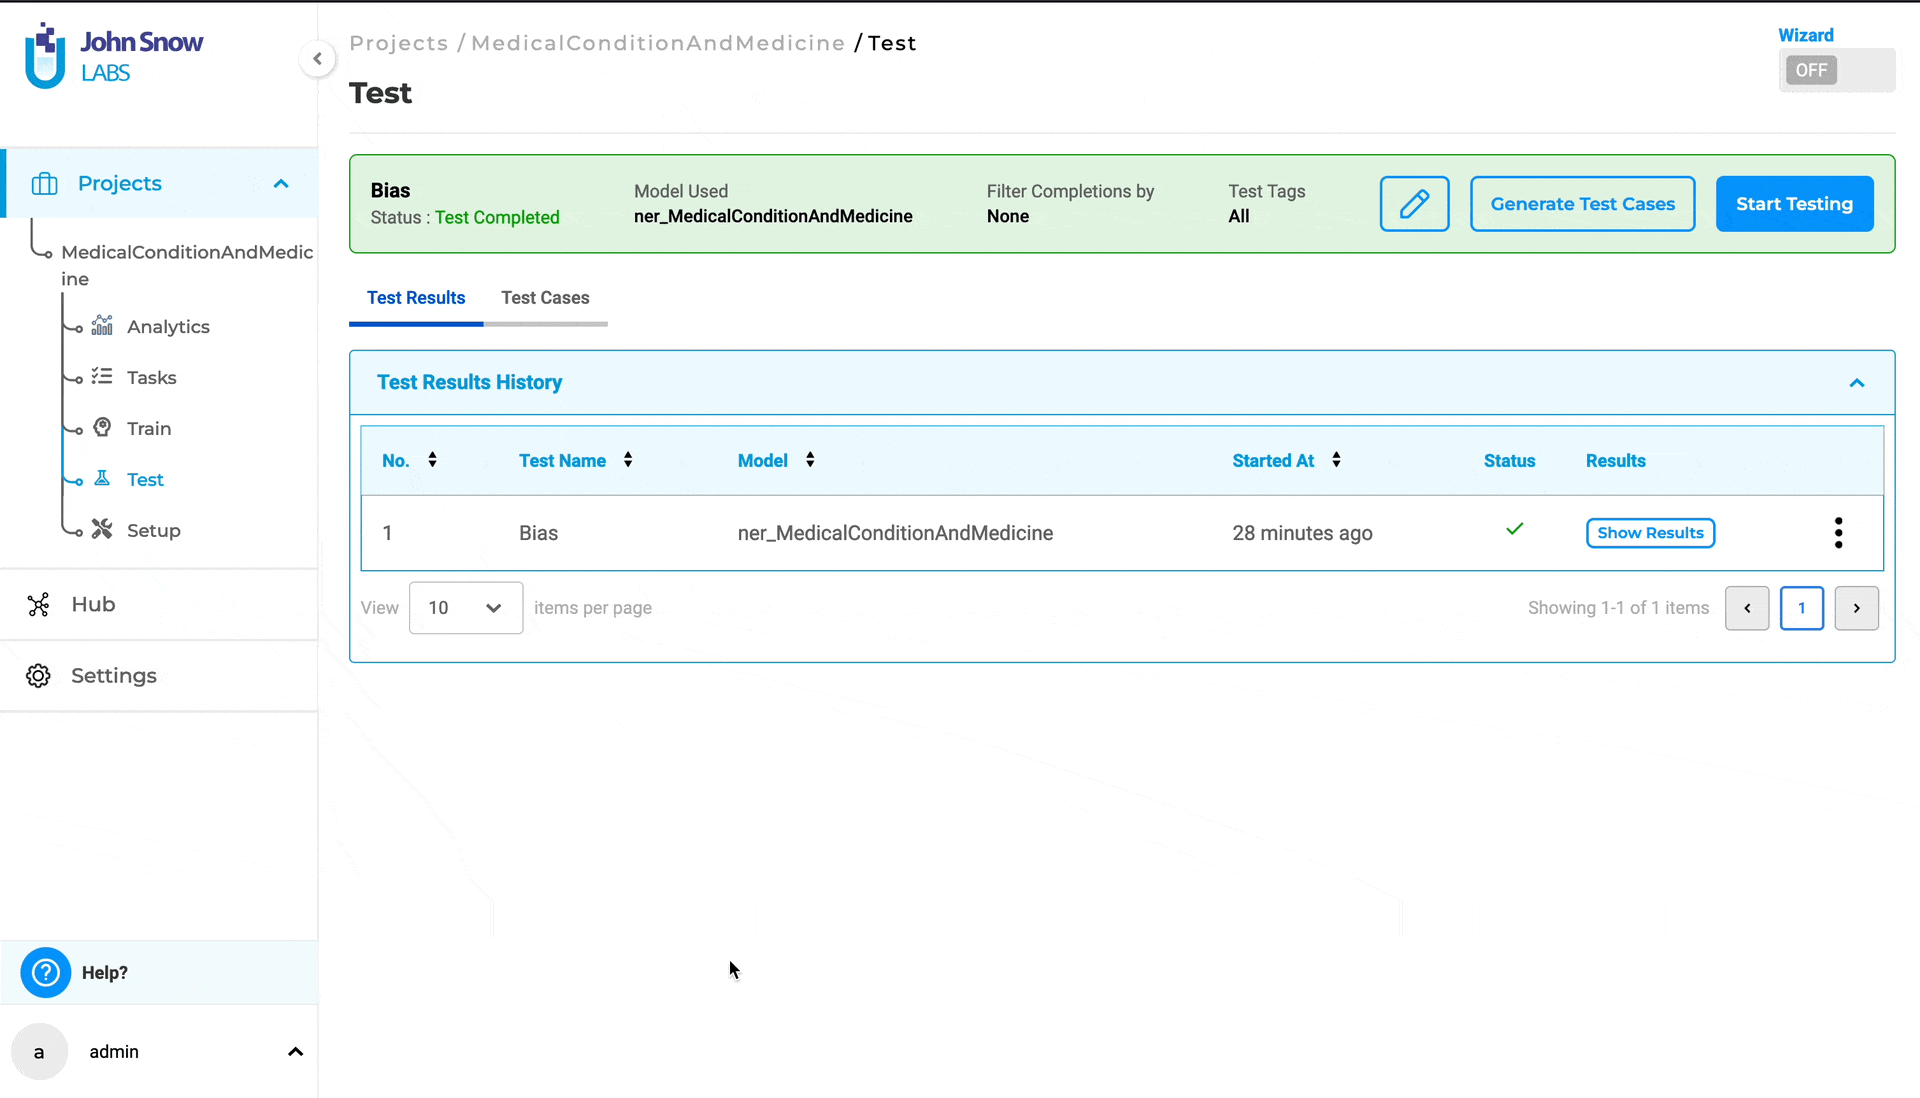 John Snow
LABS
Projects / MedicalConditionAndMedicine / Test
Wizard
OFF
Test
Projects
MedicalConditionAndMedic
ine
Analytics
Tasks
Train
Test
Setup
Hub
Settings
Help?
a
admin
Bias
Status : Test Completed
Model Used
ner_MedicalConditionAndMedicine
Filter Completions by
None
Test Tags
All
Generate Test Cases
Start Testing
Test Results
Test Cases
Test Results History
No. Test Name Model Started At Status Results
1 Bias ner_MedicalConditionAndMedicine 28 minutes ago Show Results
View 10 items per page
Showing 1-1 of 1 items
1